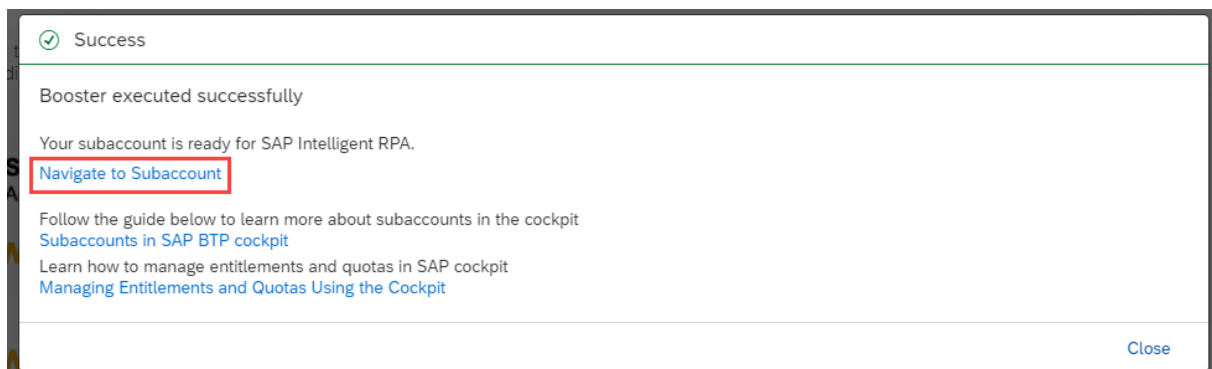 Success
Booster executed successfully
Your subaccount is ready for SAP Intelligent RPA.
Navigate to Subaccount
Follow the guide below to learn more about subaccounts in the cockpit
Subaccounts in SAP BTP cockpit
Learn how to manage entitlements and quotas in SAP cockpit
Managing Entitlements and Quotas Using the Cockpit
Close